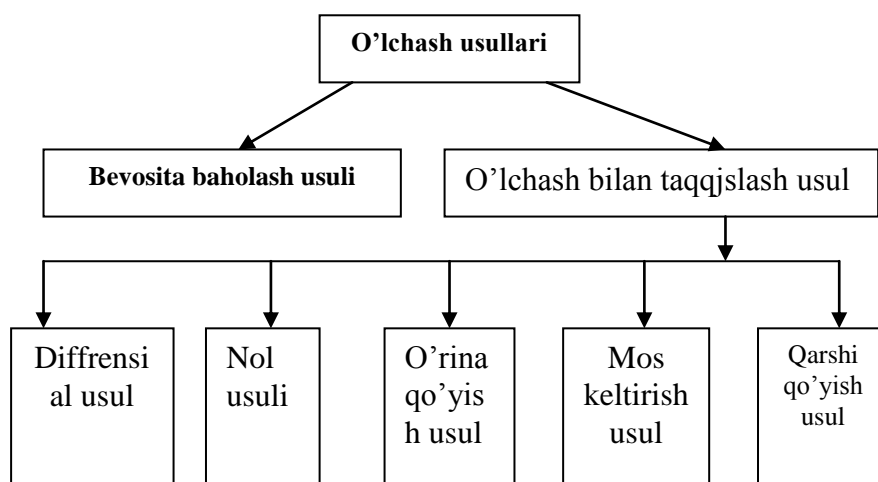 O’lchash usullari
Bevosita baholash usuli
O’lchash bilan taqqjslash usul
Diffrensi
al usul
Nol
usuli
O’rina
qo’yis
h usul
Mos
keltirish
usul
Qarshi
qo’yish
usul